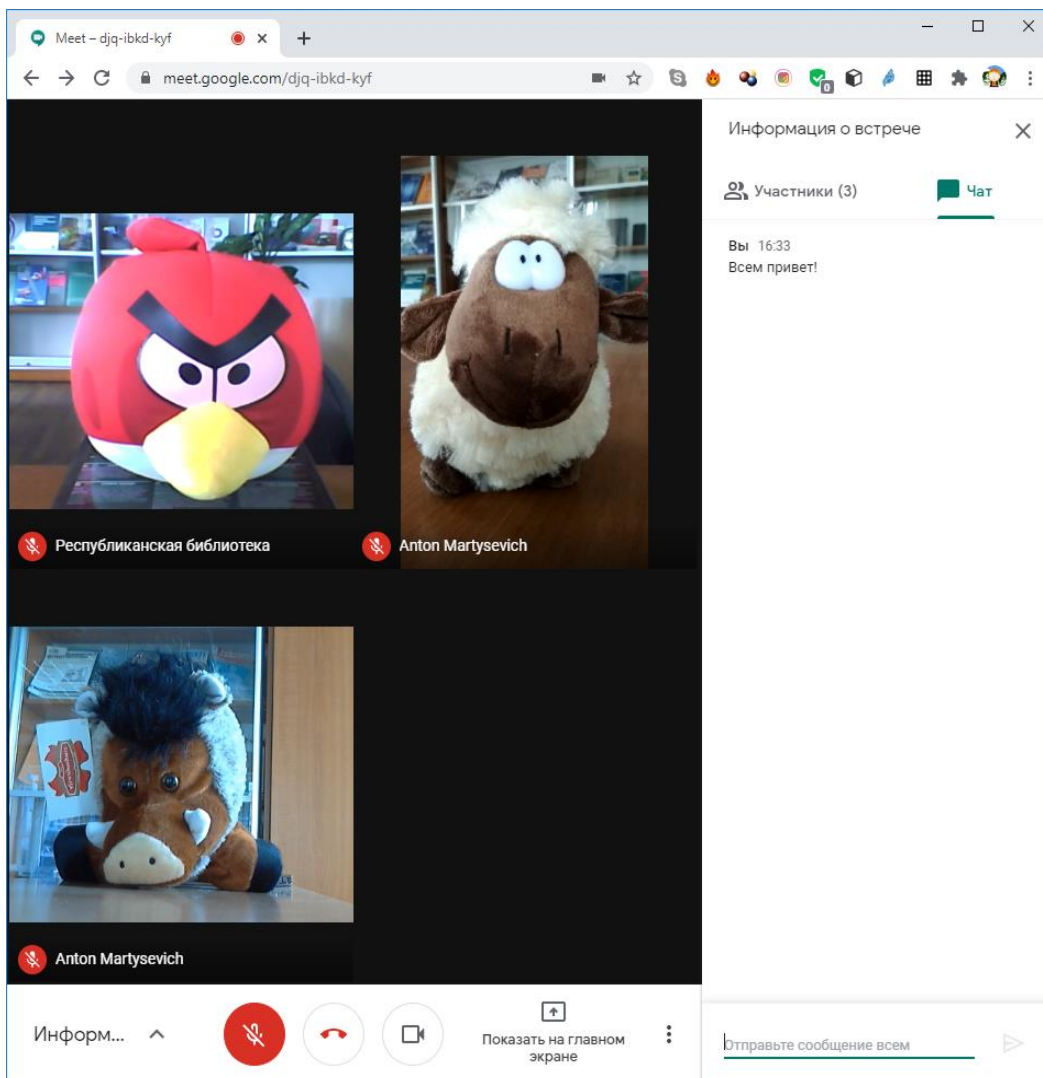 Meet – djq-ibkd-kyf
meet.google.com/djq-ibkd-kyf
0
Информация о встрече
Участники (3)
Чат
Вы 16:33
Всем привет!
Республиканская библиотека
Anton Martysevich
Anton Martysevich
Информ...
Показать на главном
экране
Отправьте сообщение всем